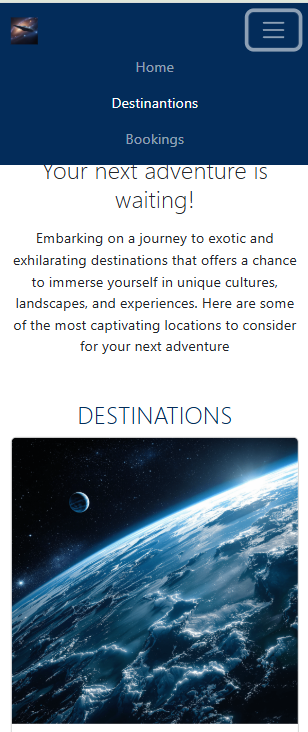 Home
Destinantions
Bookings
Your next adventure is
waiting!
Embarking on a journey to exotic and
exhilarating destinations that offers a chance
to immerse yourself in unique cultures,
landscapes, and experiences. Here are some
of the most captivating locations to consider
for your next adventure
DESTINATIONS